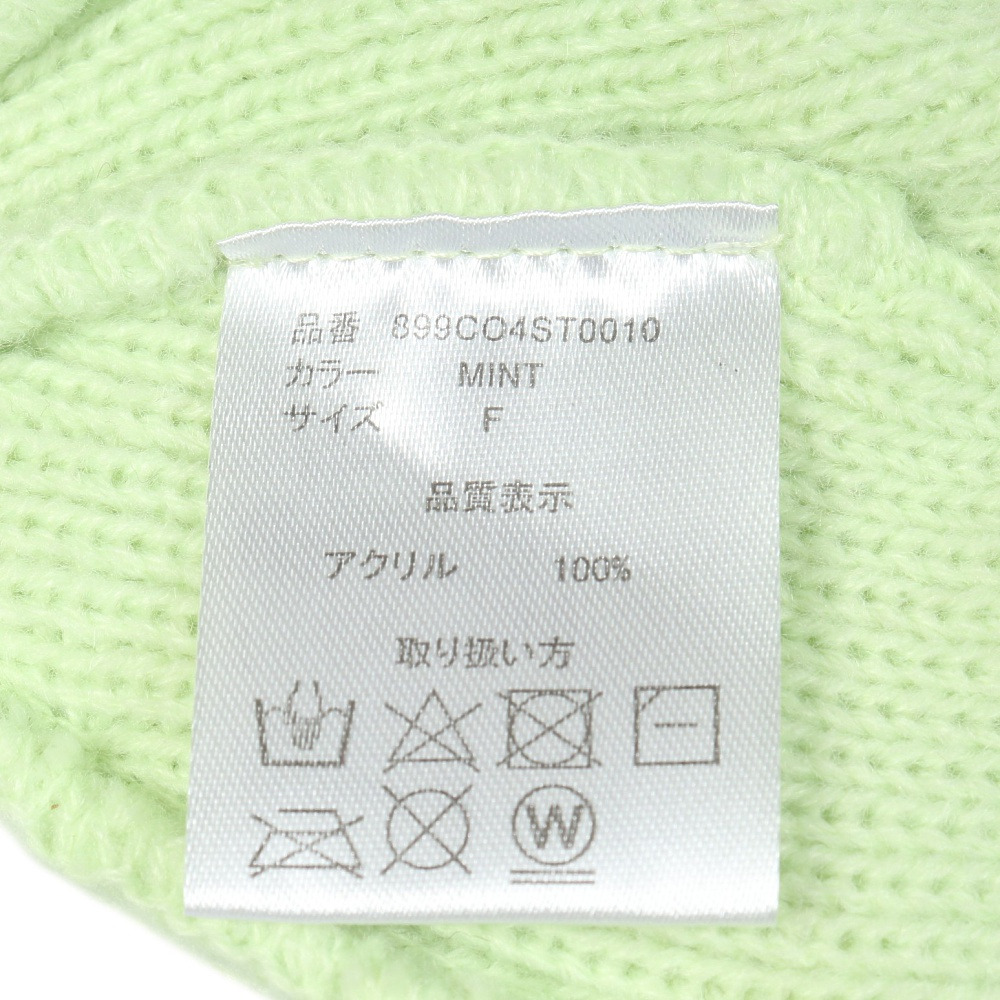 品番 899CO4ST0010
カラー MINT
サイズ F
品質表示
アクリル 100%
取り扱い方
W